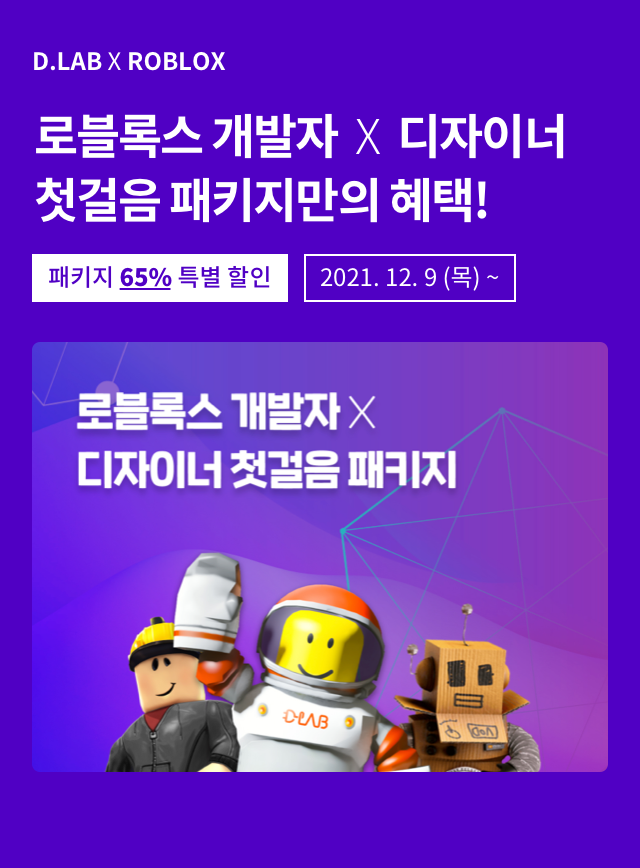 D.LAB X ROBLOX
로블록스 개발자 X 디자이너
첫걸음 패키지만의 혜택!
패키지 65% 특별 할인
2021. 12. 9 (목) ~
로블록스 개발자 X
디자이너 첫걸음 패키지
D-LAB